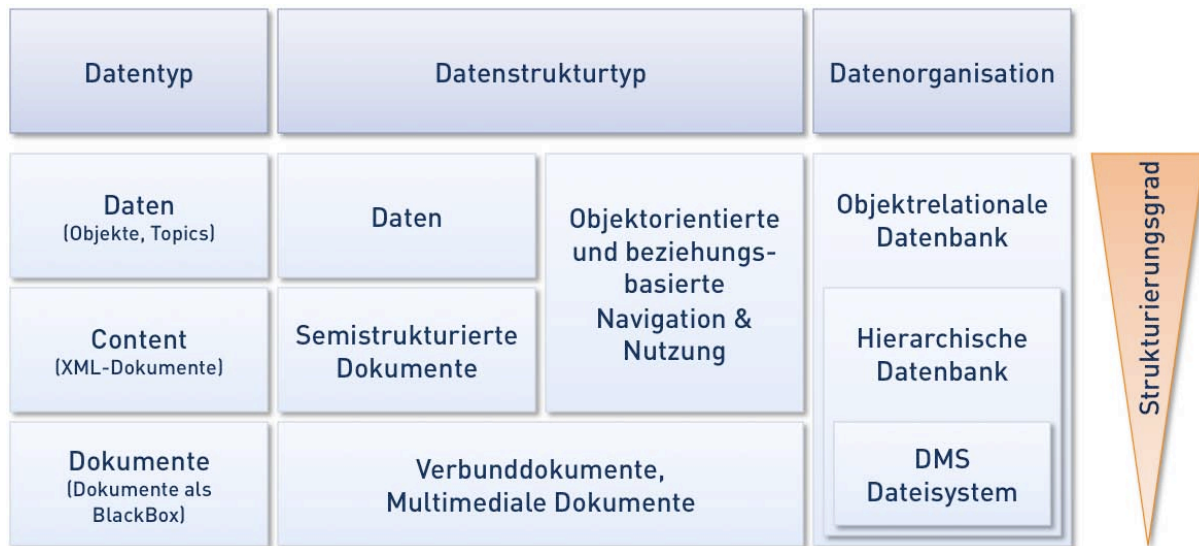 Datentyp
Datenstrukturtyp
Datenorganisation
Daten
(Objekte, Topics)
Daten
Objektorientierte
und beziehungs-
basierte
Navigation &
Nutzung
Objektrelationale
Datenbank
Content
(XML-Dokumente)
Semistrukturierte
Dokumente
Hierarchische
Datenbank
Dokumente
(Dokumente als
BlackBox)
Verbunddokumente,
Multimediale Dokumente
DMS
Dateisystem
Strukturierungsgrad